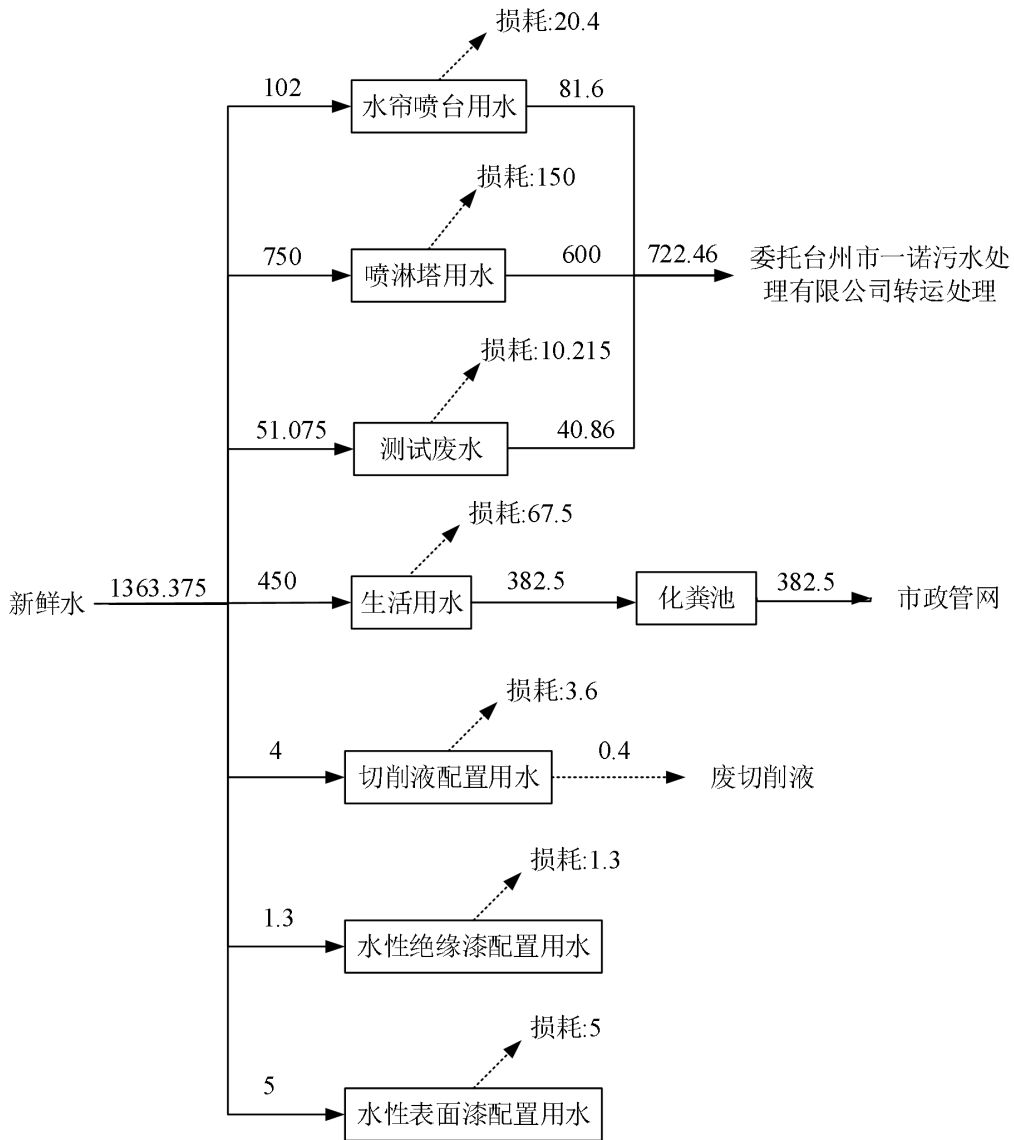 损耗:20.4
102
水帘喷台用水
81.6
损耗:150
750
喷淋塔用水
600
722.46
委托台州市一诺污水处
理有限公司转运处理
损耗:10.215
51.075
测试废水
40.86
损耗:67.5
新鲜水
1363.375
450
生活用水
382.5
化粪池
382.5
市政管网
损耗:3.6
4
切削液配置用水
0.4
废切削液
损耗:1.3
1.3
水性绝缘漆配置用水
损耗:5
5
水性表面漆配置用水